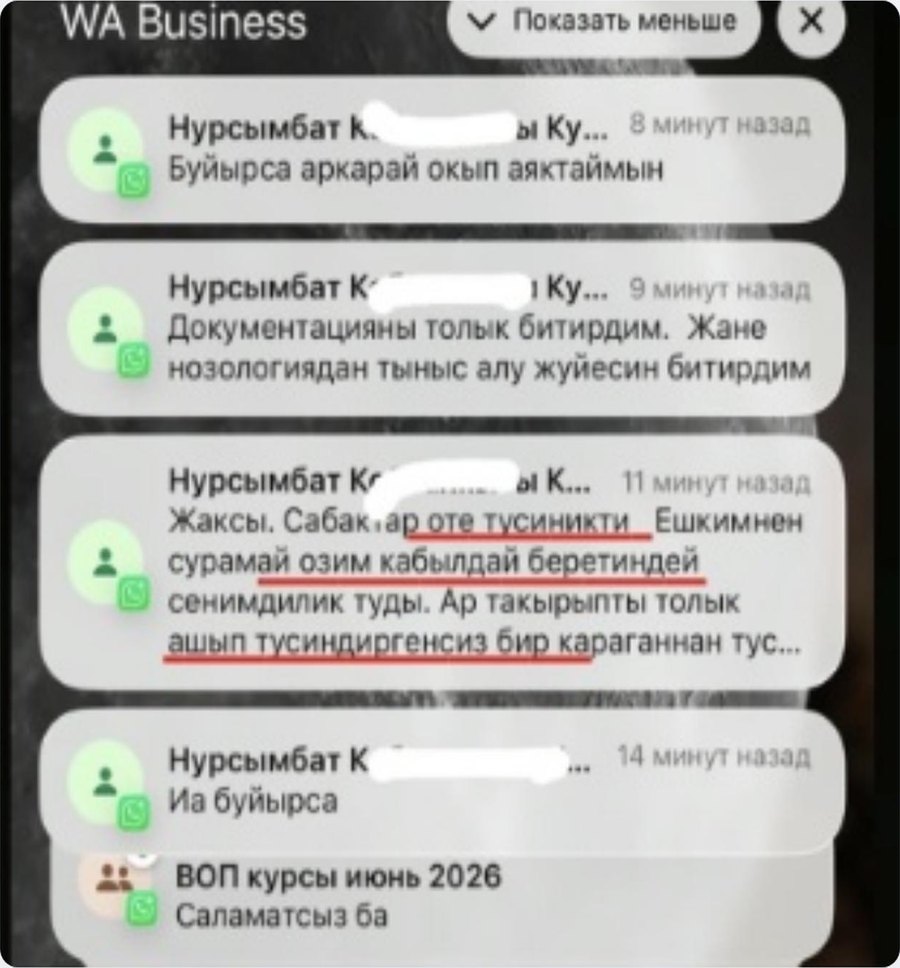 WA Business
Показать меньше
Нурсымбат Ку... 8 минут назад
Буйырса аркарай окып аяктаймын
Нурсымбат Ку... 9 минут назад
Документацияны толык битирдим. Жане
нозологиядан тыныс алу жуйесин битирдим
Нурсымбат К... 11 минут назад
Жаксы. Сабактар оте тусиникти Ешкимнен
сурамай озим кабылдай беретиндей
сенимдилик туды. Ар такырыпты толык
ашып тусиндиргенсиз бир караганнан тус...
Нурсымбат К ... 14 минут назад
Иа буйырса
ВОП курсы июнь 2026
Саламатсыз ба